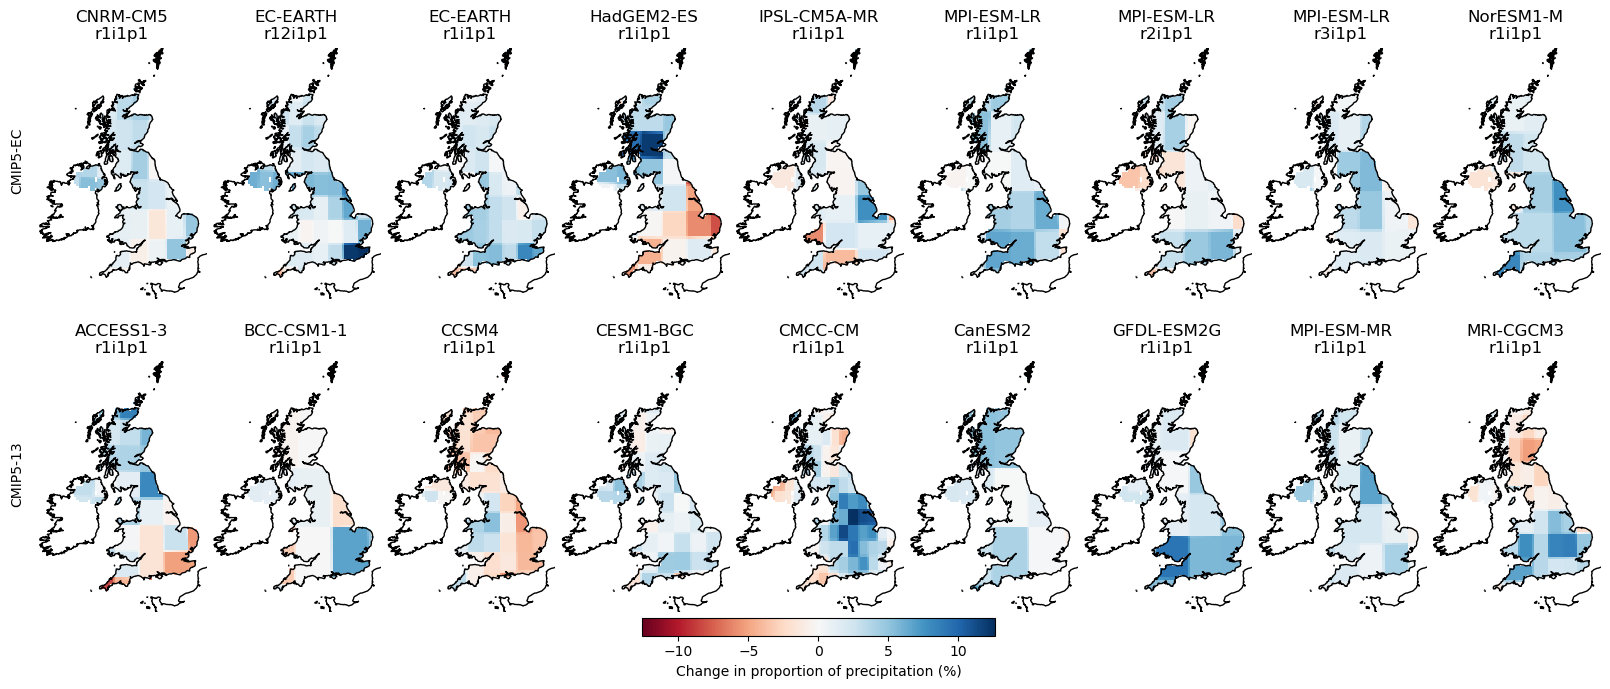 CNRM-CM5 EC-EARTH EC-EARTH HadGEM2-ES IPSL-CM5A-MR MPI-ESM-LR MPI-ESM-LR MPI-ESM-LR NorESM1-M
r1i1p1 r12i1p1 r1i1p1 r1i1p1 r1i1p1 r1i1p1 r2i1p1 r3i1p1 r1i1p1
CMIP5-EC
ACCESS1-3 BCC-CSM1-1 CCSM4 CESM1-BGC CMCC-CM CanESM2 GFDL-ESM2G MPI-ESM-MR MRI-CGCM3
r1i1p1 r1i1p1 r1i1p1 r1i1p1 r1i1p1 r1i1p1 r1i1p1 r1i1p1 r1i1p1
CMIP5-13
−10 −5 0 5 10
Change in proportion of precipitation (%)